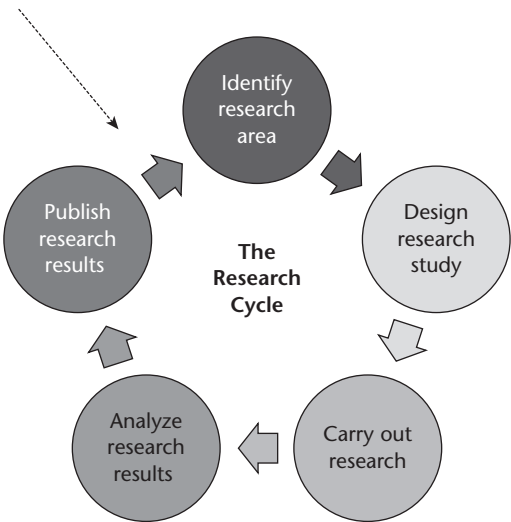 Identify
research
area
Design
research
study
Carry out
research
Analyze
research
results
Publish
research
results
The
Research
Cycle